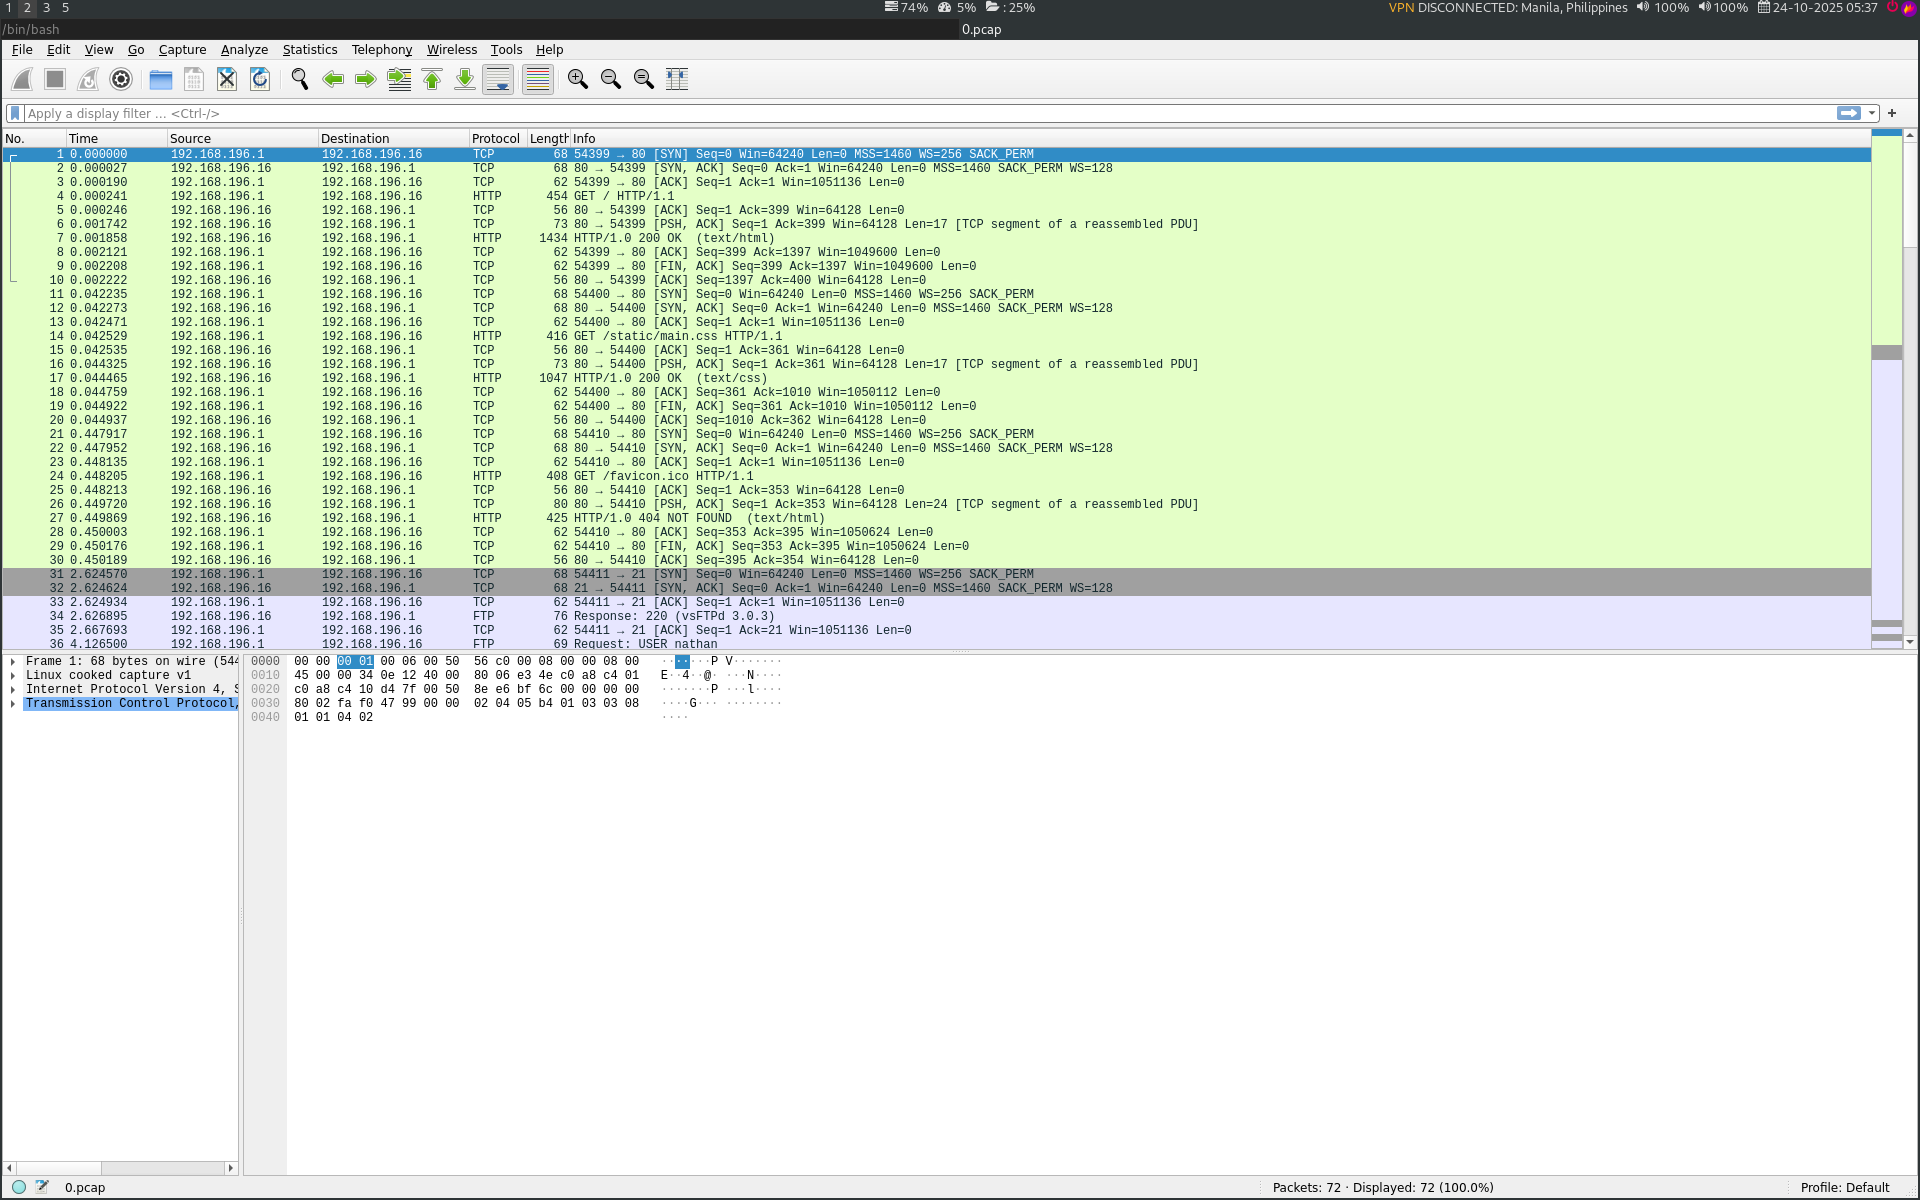 1 2 3 5 74% 5% : 25% VPN DISCONNECTED: Manila, Philippines 100% 100% 24-10-2025 05:37
/bin/bash 0.pcap
File Edit View Go Capture Analyze Statistics Telephony Wireless Tools Help
Apply a display filter … <Ctrl-/>
No. Time Source Destination Protocol Length Info
1 0.000000 192.168.196.1 192.168.196.16 TCP 68 54399 → 80 [SYN] Seq=0 Win=64240 Len=0 MSS=1460 WS=256 SACK_PERM
2 0.000027 192.168.196.16 192.168.196.1 TCP 68 80 → 54399 [SYN, ACK] Seq=0 Ack=1 Win=64240 Len=0 MSS=1460 SACK_PERM WS=128
3 0.000190 192.168.196.1 192.168.196.16 TCP 62 54399 → 80 [ACK] Seq=1 Ack=1 Win=1051136 Len=0
4 0.000241 192.168.196.1 192.168.196.16 HTTP 454 GET / HTTP/1.1
5 0.000246 192.168.196.16 192.168.196.1 TCP 56 80 → 54399 [ACK] Seq=1 Ack=399 Win=64128 Len=0
6 0.001742 192.168.196.16 192.168.196.1 TCP 73 80 → 54399 [PSH, ACK] Seq=1 Ack=399 Win=64128 Len=17 [TCP segment of a reassembled PDU]
7 0.001858 192.168.196.16 192.168.196.1 HTTP 1434 HTTP/1.0 200 OK (text/html)
8 0.002121 192.168.196.1 192.168.196.16 TCP 62 54399 → 80 [ACK] Seq=399 Ack=1397 Win=1049600 Len=0
9 0.002208 192.168.196.1 192.168.196.16 TCP 62 54399 → 80 [FIN, ACK] Seq=399 Ack=1397 Win=1049600 Len=0
10 0.002222 192.168.196.16 192.168.196.1 TCP 56 80 → 54399 [ACK] Seq=1397 Ack=400 Win=64128 Len=0
11 0.042235 192.168.196.1 192.168.196.16 TCP 68 54400 → 80 [SYN] Seq=0 Win=64240 Len=0 MSS=1460 WS=256 SACK_PERM
12 0.042273 192.168.196.16 192.168.196.1 TCP 68 80 → 54400 [SYN, ACK] Seq=0 Ack=1 Win=64240 Len=0 MSS=1460 SACK_PERM WS=128
13 0.042471 192.168.196.1 192.168.196.16 TCP 62 54400 → 80 [ACK] Seq=1 Ack=1 Win=1051136 Len=0
14 0.042529 192.168.196.1 192.168.196.16 HTTP 416 GET /static/main.css HTTP/1.1
15 0.042535 192.168.196.16 192.168.196.1 TCP 56 80 → 54400 [ACK] Seq=1 Ack=361 Win=64128 Len=0
16 0.044325 192.168.196.16 192.168.196.1 TCP 73 80 → 54400 [PSH, ACK] Seq=1 Ack=361 Win=64128 Len=17 [TCP segment of a reassembled PDU]
17 0.044465 192.168.196.16 192.168.196.1 HTTP 1047 HTTP/1.0 200 OK (text/css)
18 0.044759 192.168.196.1 192.168.196.16 TCP 62 54400 → 80 [ACK] Seq=361 Ack=1010 Win=1050112 Len=0
19 0.044922 192.168.196.1 192.168.196.16 TCP 62 54400 → 80 [FIN, ACK] Seq=361 Ack=1010 Win=1050112 Len=0
20 0.044937 192.168.196.16 192.168.196.1 TCP 56 80 → 54400 [ACK] Seq=1010 Ack=362 Win=64128 Len=0
21 0.447917 192.168.196.1 192.168.196.16 TCP 68 54410 → 80 [SYN] Seq=0 Win=64240 Len=0 MSS=1460 WS=256 SACK_PERM
22 0.447952 192.168.196.16 192.168.196.1 TCP 68 80 → 54410 [SYN, ACK] Seq=0 Ack=1 Win=64240 Len=0 MSS=1460 SACK_PERM WS=128
23 0.448135 192.168.196.1 192.168.196.16 TCP 62 54410 → 80 [ACK] Seq=1 Ack=1 Win=1051136 Len=0
24 0.448205 192.168.196.1 192.168.196.16 HTTP 408 GET /favicon.ico HTTP/1.1
25 0.448213 192.168.196.16 192.168.196.1 TCP 56 80 → 54410 [ACK] Seq=1 Ack=353 Win=64128 Len=0
26 0.449720 192.168.196.16 192.168.196.1 TCP 80 80 → 54410 [PSH, ACK] Seq=1 Ack=353 Win=64128 Len=24 [TCP segment of a reassembled PDU]
27 0.449869 192.168.196.16 192.168.196.1 HTTP 425 HTTP/1.0 404 NOT FOUND (text/html)
28 0.450003 192.168.196.1 192.168.196.16 TCP 62 54410 → 80 [ACK] Seq=353 Ack=395 Win=1050624 Len=0
29 0.450176 192.168.196.1 192.168.196.16 TCP 62 54410 → 80 [FIN, ACK] Seq=353 Ack=395 Win=1050624 Len=0
30 0.450189 192.168.196.16 192.168.196.1 TCP 56 80 → 54410 [ACK] Seq=395 Ack=354 Win=64128 Len=0
31 2.624570 192.168.196.1 192.168.196.16 TCP 68 54411 → 21 [SYN] Seq=0 Win=64240 Len=0 MSS=1460 WS=256 SACK_PERM
32 2.624624 192.168.196.16 192.168.196.1 TCP 68 21 → 54411 [SYN, ACK] Seq=0 Ack=1 Win=64240 Len=0 MSS=1460 SACK_PERM WS=128
33 2.624934 192.168.196.1 192.168.196.16 TCP 62 54411 → 21 [ACK] Seq=1 Ack=1 Win=1051136 Len=0
34 2.626895 192.168.196.16 192.168.196.1 FTP 76 Response: 220 (vsFTPd 3.0.3)
35 2.667693 192.168.196.1 192.168.196.16 TCP 62 54411 → 21 [ACK] Seq=1 Ack=21 Win=1051136 Len=0
36 4.126500 192.168.196.1 192.168.196.16 FTP 69 Request: USER nathan
Frame 1: 68 bytes on wire (544
Linux cooked capture v1
Internet Protocol Version 4, S
Transmission Control Protocol,
0000 00 00 00 01 00 06 00 50 56 c0 00 08 00 00 08 00 ·······P V·······
0010 45 00 00 34 0e 12 40 00 80 06 e3 4e c0 a8 c4 01 E··4··@· ···N····
0020 c0 a8 c4 10 d4 7f 00 50 8e e6 bf 6c 00 00 00 00 ·······P ···l····
0030 80 02 fa f0 47 99 00 00 02 04 05 b4 01 03 03 08 ····G··· ········
0040 01 01 04 02 ····
0.pcap Packets: 72 · Displayed: 72 (100.0%) Profile: Default